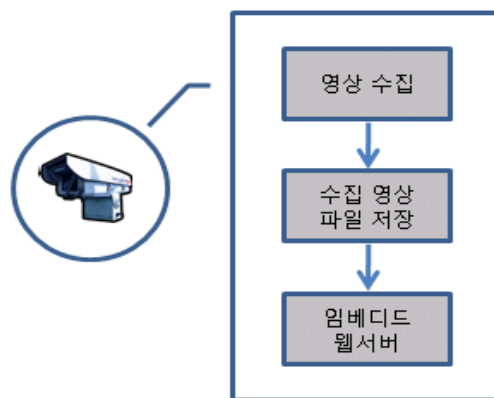 영상 수집
수집 영상
파일 저장
임베디드
웹서버